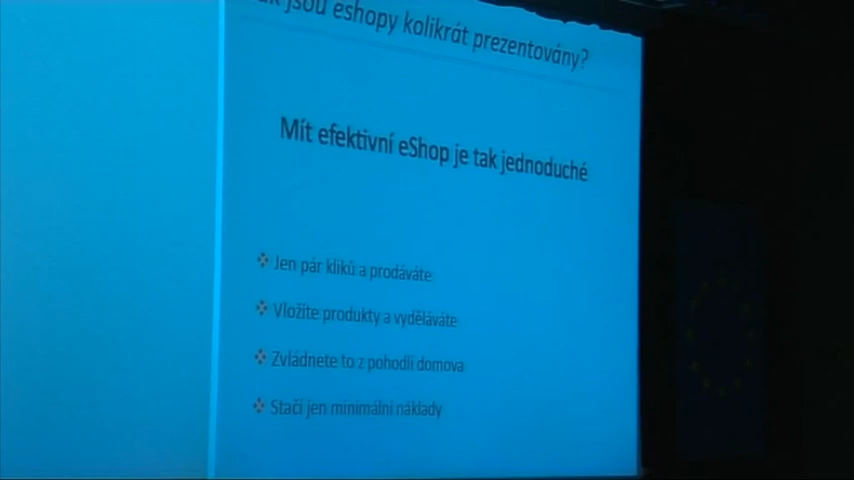 jsou eshopy kolikrát prezentovány?
Mít efektivní eShop je tak jednoduché
Jen pár kliků a prodáváte
Vložíte produkty a vyděláváte
Zvládnete to z pohodlí domova
Stačí jen minimální náklady